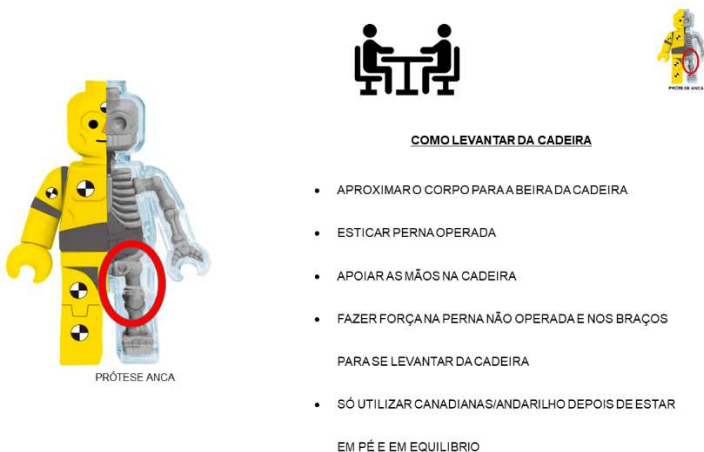 PRÓTESE ANCA
PRÓTESE ANCA
COMO LEVANTAR DA CADEIRA
• APROXIMAR O CORPO PARA A BEIRA DA CADEIRA
• ESTICAR PERNA OPERADA
• APOIAR AS MÃOS NA CADEIRA
• FAZER FORÇA NA PERNA NÃO OPERADA E NOS BRAÇOS
PARA SE LEVANTAR DA CADEIRA
• SÓ UTILIZAR CANADIANAS/ANDARILHO DEPOIS DE ESTAR
EM PÉ E EM EQUILIBRIO